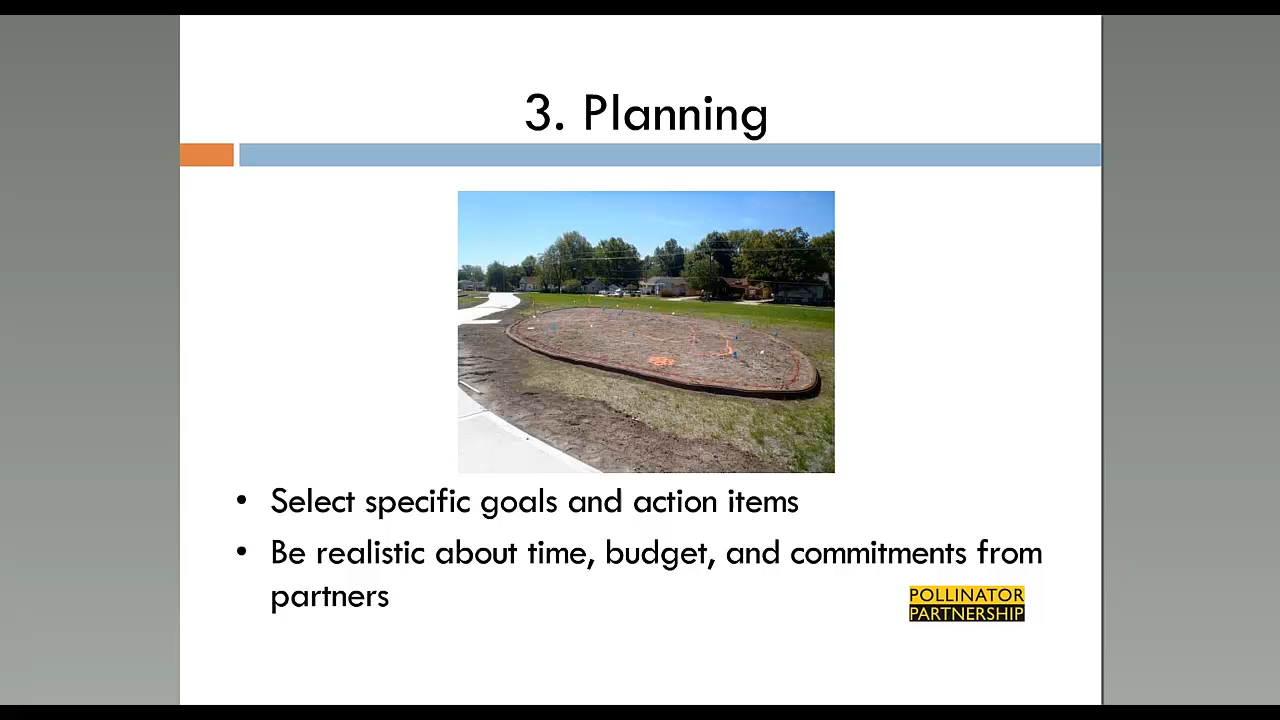 3. Planning
• Select specific goals and action items
• Be realistic about time, budget, and commitments from
partners
POLLINATOR
PARTNERSHIP